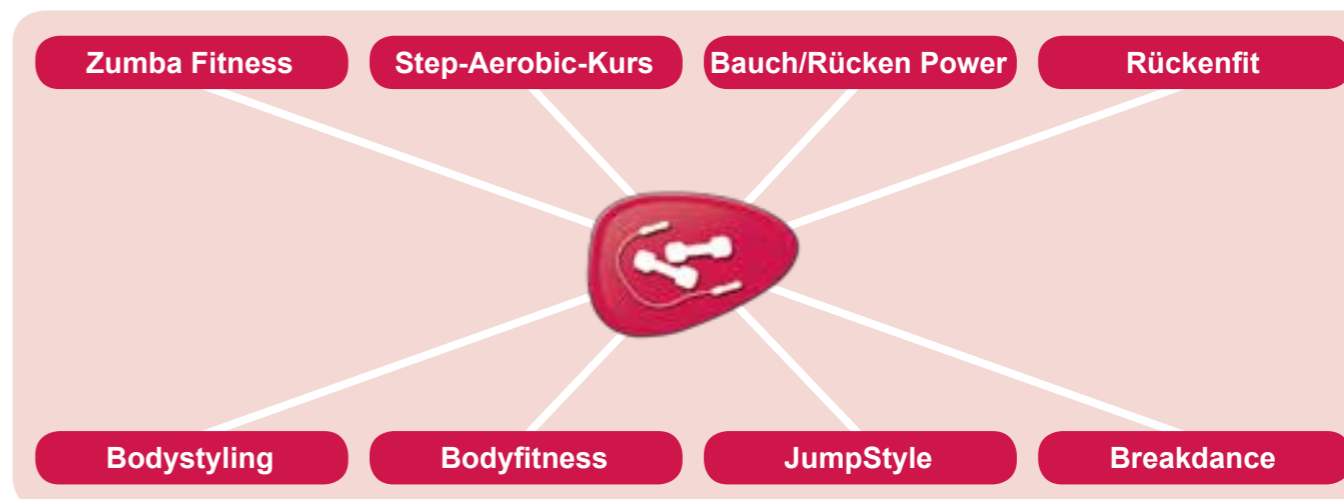 Zumba Fitness
Step-Aerobic-Kurs
Bauch/Rücken Power
Rückenfit
Bodystyling
Bodyfitness
JumpStyle
Breakdance